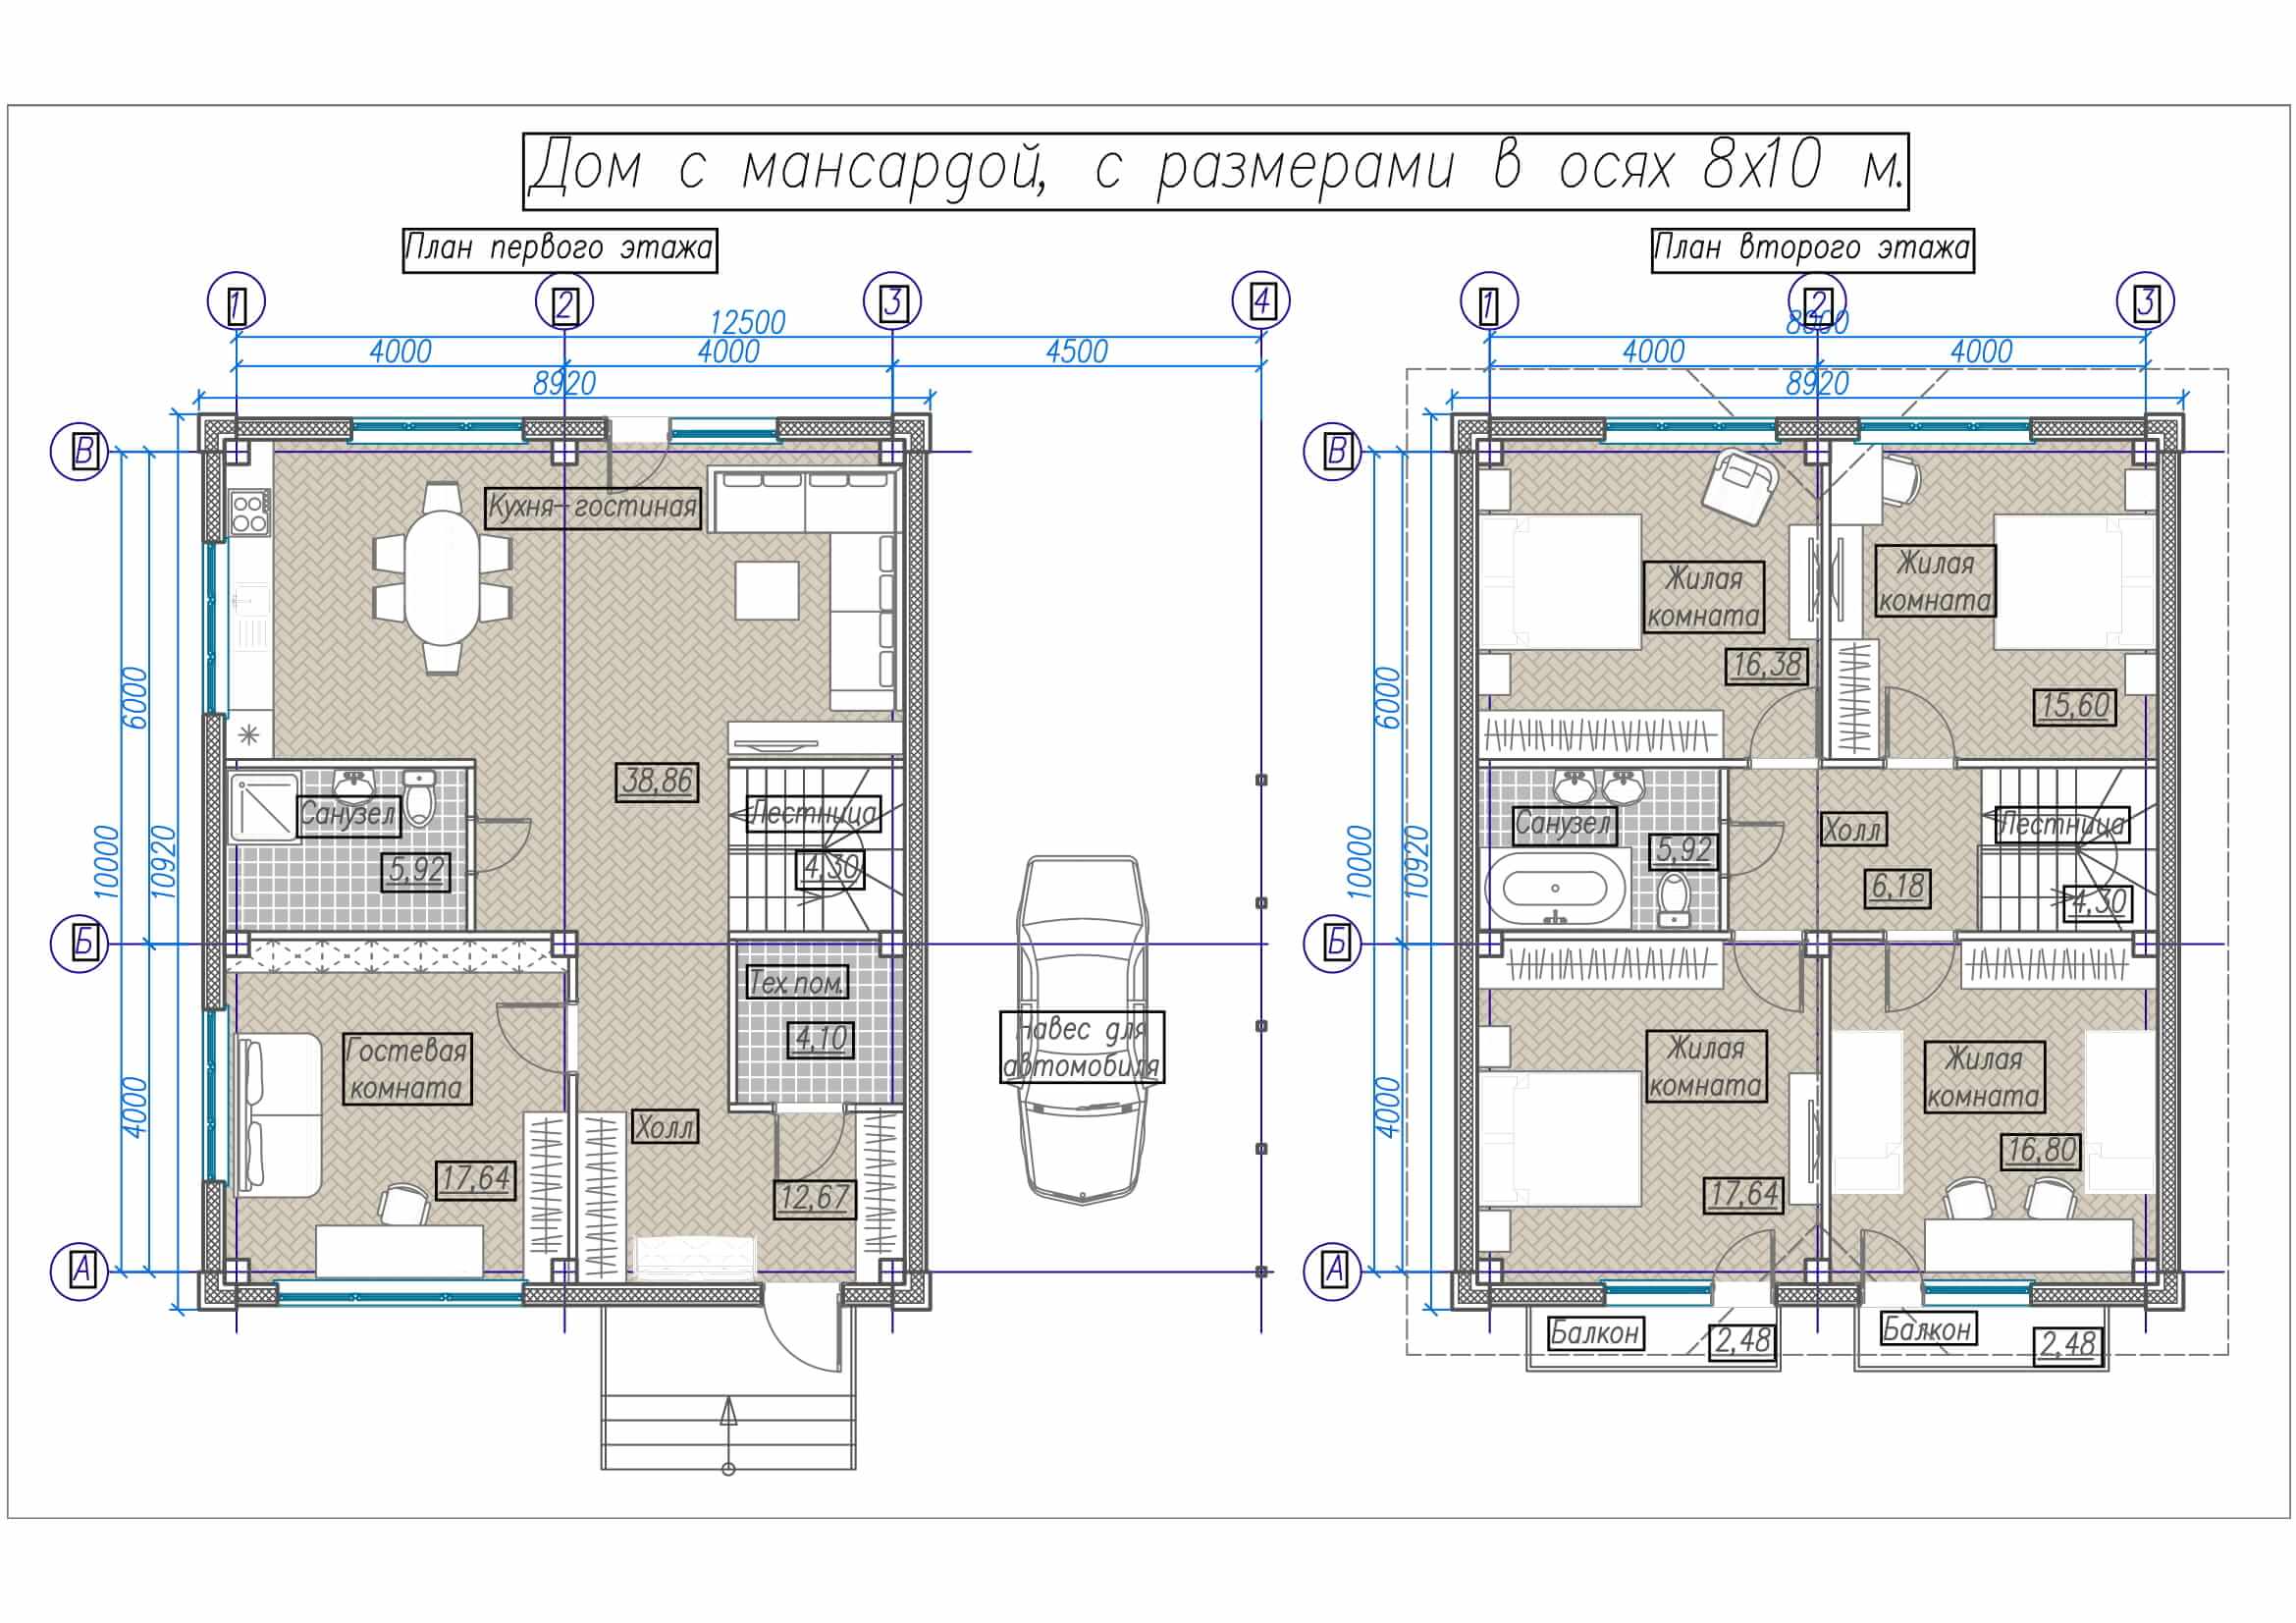 Дом с мансардой, с размерами в осях 8х10 м.
План первого этажа
План второго этажа
1
2
3
4
1
2
3
12500
8000
4000
4000
4500
4000
4000
8920
8920
В
В
Кухня-гостиная
Жилая
комната
Жилая
комната
16,38
15,60
6000
6000
38,86
Санузел
Лестница
5,92
4,30
Санузел
Холл
Лестница
5,92
6,18
4,30
10000
10920
10000
10920
Б
Б
Тех.пом.
4,10
Гостевая
комната
Навес для
автомобиля
Жилая
комната
Жилая
комната
4000
4000
Холл
17,64
12,67
17,64
16,80
А
А
Балкон
2,48
Балкон
2,48